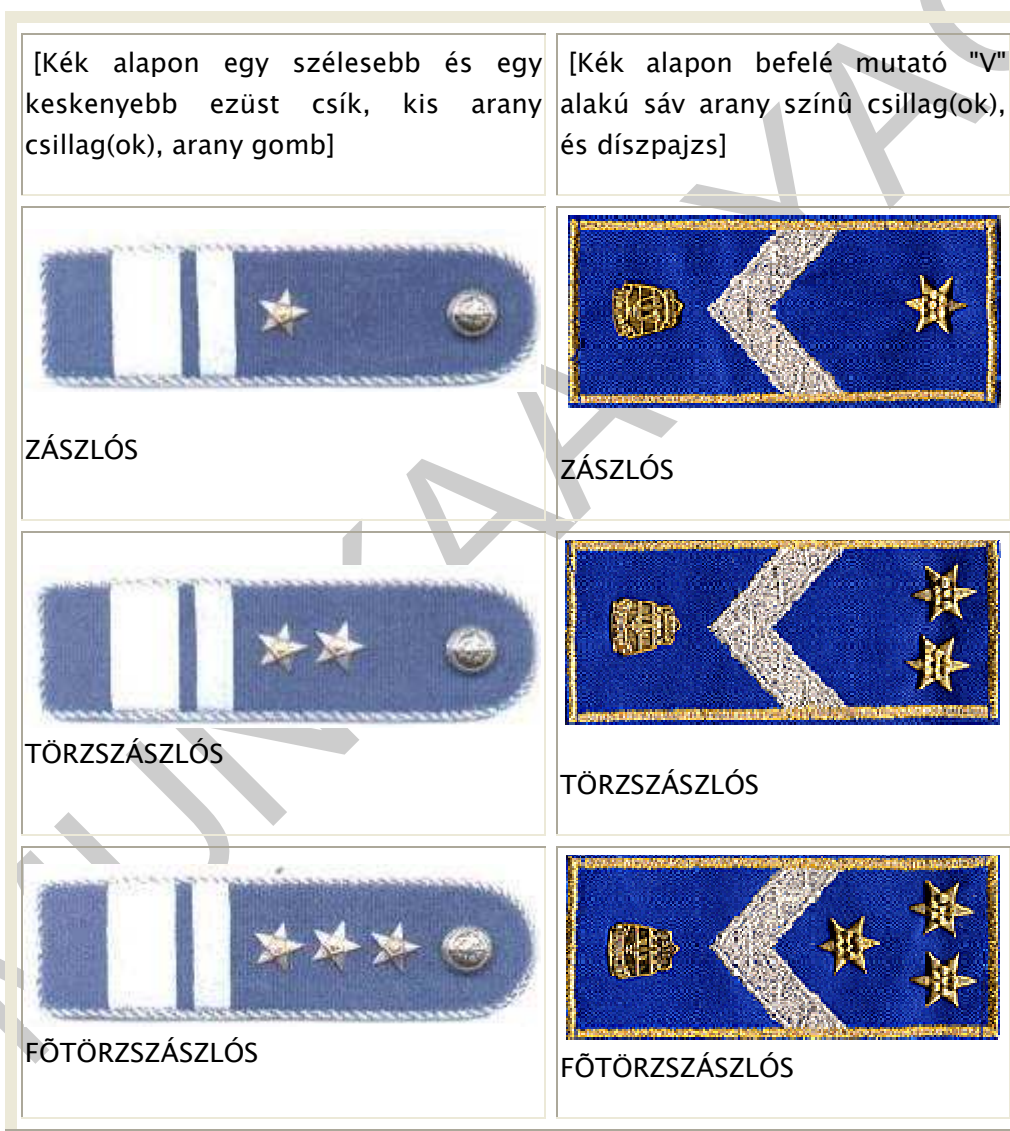 [Kék alapon egy szélesebb és egy
keskenyebb ezüst csík, kis arany
csillag(ok), arany gomb]
[Kék alapon befelé mutató "V"
alakú sáv arany színû csillag(ok),
és díszpajzs]
ZÁSZLÓS
ZÁSZLÓS
TÖRZSZÁSZLÓS
TÖRZSZÁSZLÓS
FÕTÖRZSZÁSZLÓS
FÕTÖRZSZÁSZLÓS